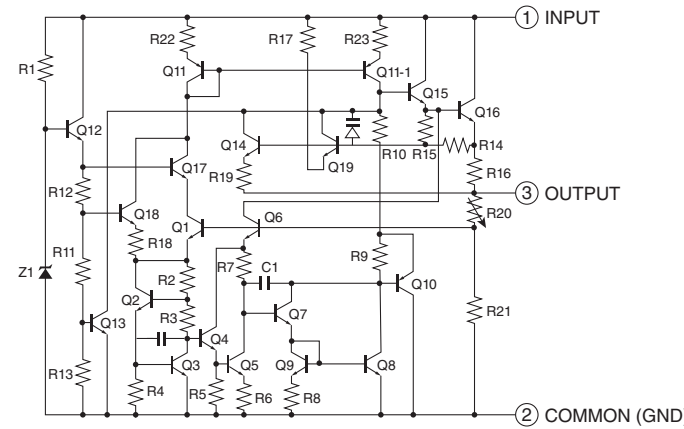 1 INPUT
R22
R17
R23
R1
Q11
Q11-1
Q15
Q16
Q12
Q14
R10
R15
R14
Q19
R16
Q17
R19
R12
3 OUTPUT
Q18
Q6
R20
Q1
R18
R11
R9
R7
C1
Z1
R2
Q10
Q2
R3
Q7
R21
Q13
Q4
Q3
Q5
Q9
Q8
R13
R4
R5
R6
R8
2 COMMON (GND